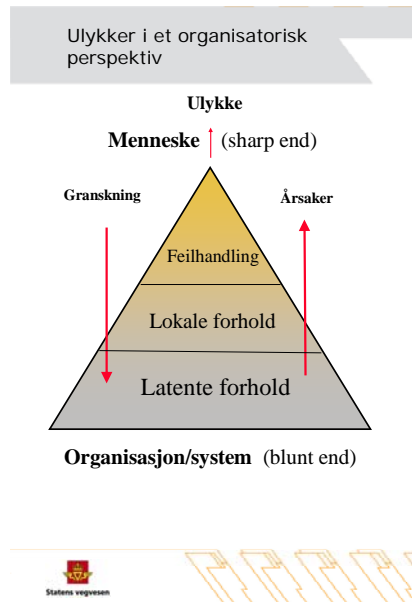 Ulykker i et organisatorisk
perspektiv
Ulykke
Menneske (sharp end)
Granskning
Årsaker
Feilhandling
Lokale forhold
Latente forhold
Organisasjon/system (blunt end)
Statens vegvesen